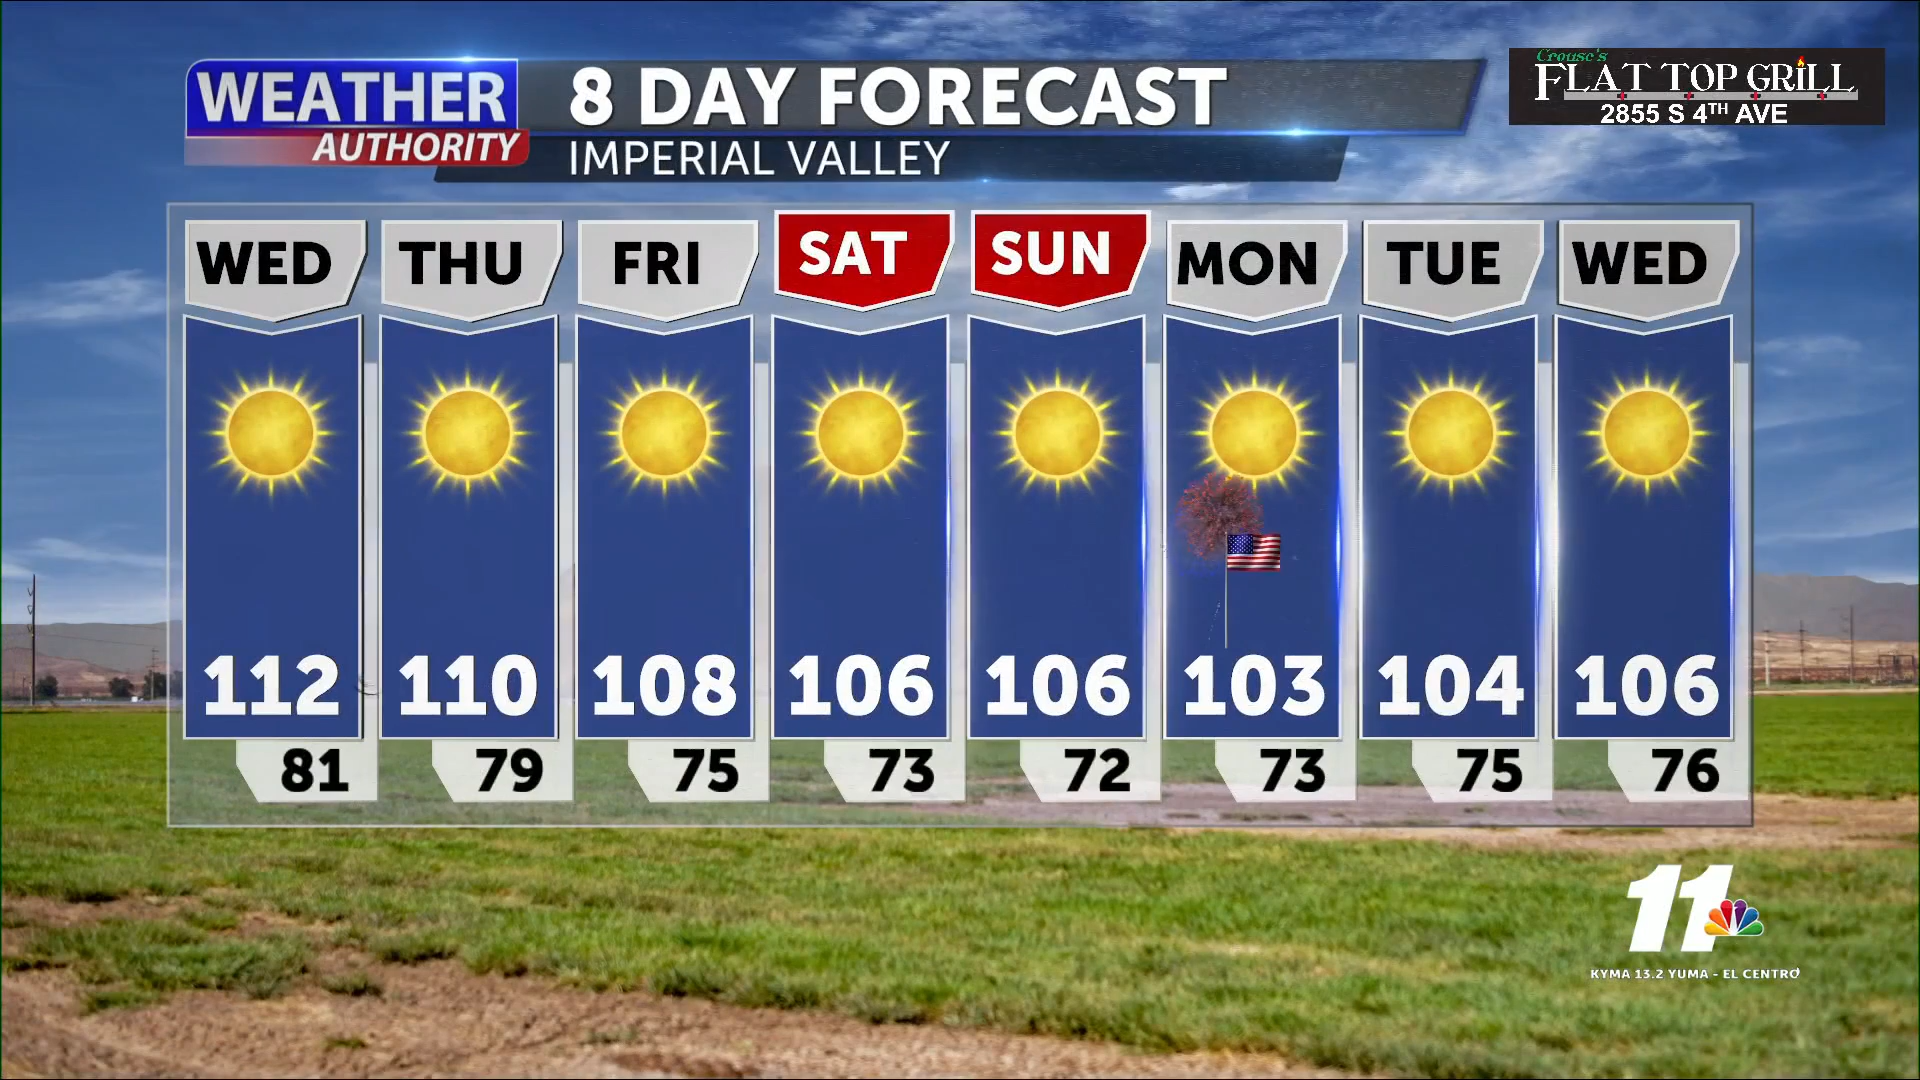 WEATHER
AUTHORITY
8 DAY FORECAST
IMPERIAL VALLEY
Crouse's
FLAT TOP GRILL
2855 S 4TH AVE
WED THU FRI SAT SUN MON TUE WED
112 110 108 106 106 103 104 106
81 79 75 73 72 73 75 76
11
KYMA 13.2 YUMA - EL CENTRO